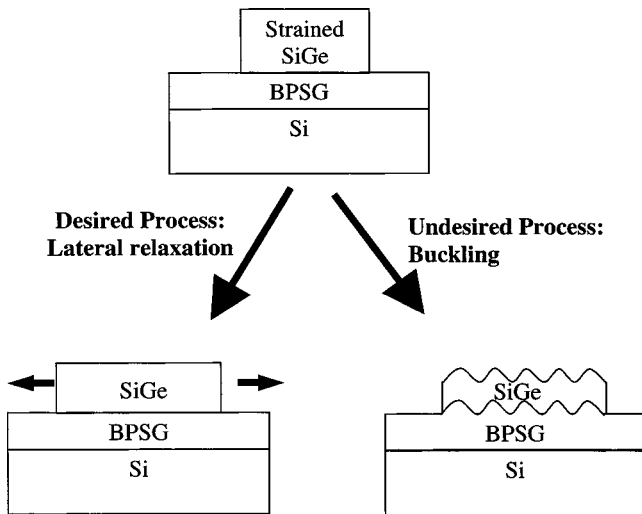 Strained
SiGe
BPSG
Si
Desired Process:
Lateral relaxation
Undesired Process:
Buckling
SiGe
BPSG
Si
SiGe
BPSG
Si